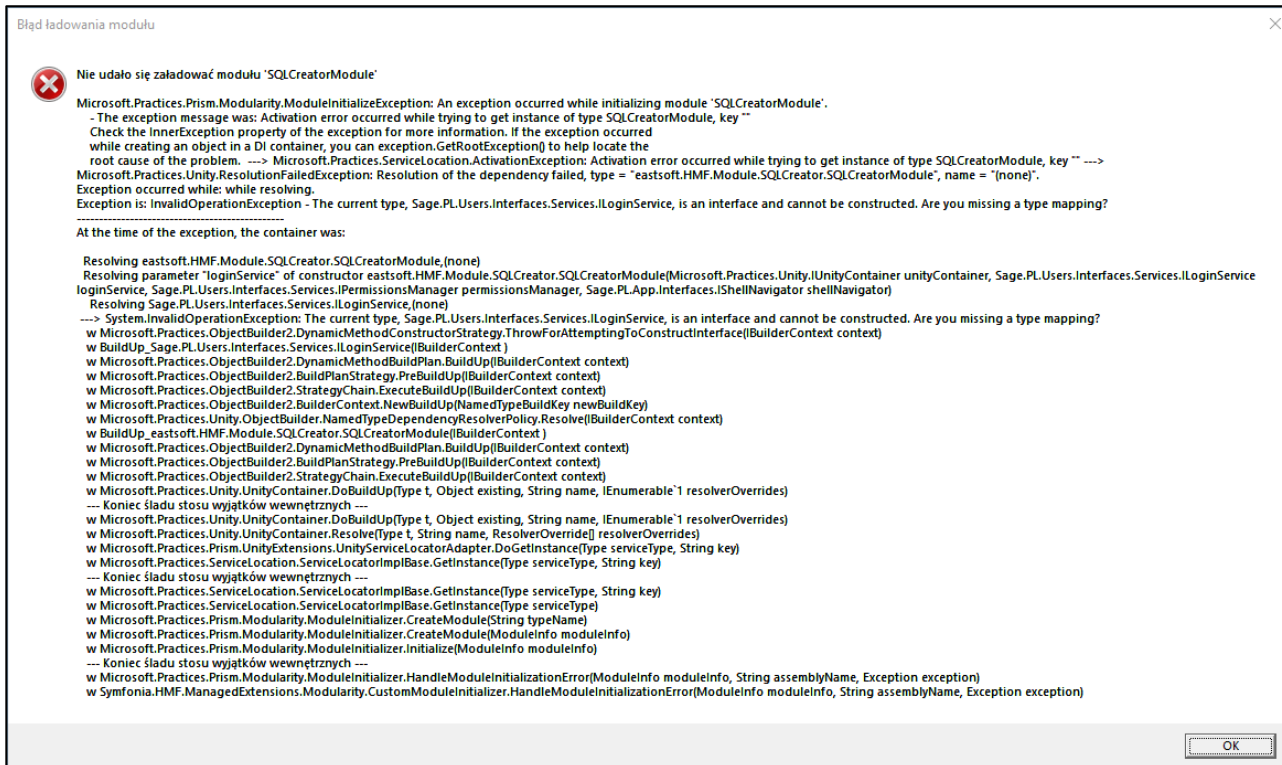 Błąd ładowania modułu
Nie udało się załadować modułu 'SQLCreatorModule'
Microsoft.Practices.Prism.Modularity.ModuleInitializeException: An exception occurred while initializing module 'SQLCreatorModule'.
- The exception message was: Activation error occurred while trying to get instance of type SQLCreatorModule, key ""
Check the InnerException property of the exception for more information. If the exception occurred
while creating an object in a DI container, you can exception.GetRootException() to help locate the
root cause of the problem. ---> Microsoft.Practices.ServiceLocation.ActivationException: Activation error occurred while trying to get instance of type SQLCreatorModule, key "" --->
Microsoft.Practices.Unity.ResolutionFailedException: Resolution of the dependency failed, type = "eastsoft.HMF.Module.SQLCreator.SQLCreatorModule", name = "(none)".
Exception occurred while: while resolving.
Exception is: InvalidOperationException - The current type, Sage.PL.Users.Interfaces.Services.ILoginService, is an interface and cannot be constructed. Are you missing a type mapping?
-----------------------------------------------
At the time of the exception, the container was:
Resolving eastsoft.HMF.Module.SQLCreator.SQLCreatorModule,(none)
Resolving parameter "loginService" of constructor eastsoft.HMF.Module.SQLCreator.SQLCreatorModule(Microsoft.Practices.Unity.IUnityContainer unityContainer, Sage.PL.Users.Interfaces.Services.ILoginService
loginService, Sage.PL.Users.Interfaces.Services.IPermissionsManager permissionsManager, Sage.PL.App.Interfaces.IShellNavigator shellNavigator)
Resolving Sage.PL.Users.Interfaces.Services.ILoginService,(none)
---> System.InvalidOperationException: The current type, Sage.PL.Users.Interfaces.Services.ILoginService, is an interface and cannot be constructed. Are you missing a type mapping?
w Microsoft.Practices.ObjectBuilder2.DynamicMethodConstructorStrategy.ThrowForAttemptingToConstructInterface(IBuilderContext context)
w BuildUp_Sage.PL.Users.Interfaces.Services.ILoginService(IBuilderContext )
w Microsoft.Practices.ObjectBuilder2.DynamicMethodBuildPlan.BuildUp(IBuilderContext context)
w Microsoft.Practices.ObjectBuilder2.BuildPlanStrategy.PreBuildUp(IBuilderContext context)
w Microsoft.Practices.ObjectBuilder2.StrategyChain.ExecuteBuildUp(IBuilderContext context)
w Microsoft.Practices.ObjectBuilder2.BuilderContext.NewBuildUp(NamedTypeBuildKey newBuildKey)
w Microsoft.Practices.Unity.ObjectBuilder.NamedTypeDependencyResolverPolicy.Resolve(IBuilderContext context)
w BuildUp_eastsoft.HMF.Module.SQLCreator.SQLCreatorModule(IBuilderContext )
w Microsoft.Practices.ObjectBuilder2.DynamicMethodBuildPlan.BuildUp(IBuilderContext context)
w Microsoft.Practices.ObjectBuilder2.BuildPlanStrategy.PreBuildUp(IBuilderContext context)
w Microsoft.Practices.ObjectBuilder2.StrategyChain.ExecuteBuildUp(IBuilderContext context)
w Microsoft.Practices.Unity.UnityContainer.DoBuildUp(Type t, Object existing, String name, IEnumerable`1 resolverOverrides)
--- Koniec śladu stosu wyjątków wewnętrznych ---
w Microsoft.Practices.Unity.UnityContainer.DoBuildUp(Type t, Object existing, String name, IEnumerable`1 resolverOverrides)
w Microsoft.Practices.Unity.UnityContainer.Resolve(Type t, String name, ResolverOverride[] resolverOverrides)
w Microsoft.Practices.Prism.UnityExtensions.UnityServiceLocatorAdapter.DoGetInstance(Type serviceType, String key)
w Microsoft.Practices.ServiceLocation.ServiceLocatorImplBase.GetInstance(Type serviceType, String key)
--- Koniec śladu stosu wyjątków wewnętrznych ---
w Microsoft.Practices.ServiceLocation.ServiceLocatorImplBase.GetInstance(Type serviceType, String key)
w Microsoft.Practices.ServiceLocation.ServiceLocatorImplBase.GetInstance(Type serviceType)
w Microsoft.Practices.Prism.Modularity.ModuleInitializer.CreateModule(String typeName)
w Microsoft.Practices.Prism.Modularity.ModuleInitializer.CreateModule(ModuleInfo moduleInfo)
w Microsoft.Practices.Prism.Modularity.ModuleInitializer.Initialize(ModuleInfo moduleInfo)
--- Koniec śladu stosu wyjątków wewnętrznych ---
w Microsoft.Practices.Prism.Modularity.ModuleInitializer.HandleModuleInitializationError(ModuleInfo moduleInfo, String assemblyName, Exception exception)
w Symfonia.HMF.ManagedExtensions.Modularity.CustomModuleInitializer.HandleModuleInitializationError(ModuleInfo moduleInfo, String assemblyName, Exception exception)
OK